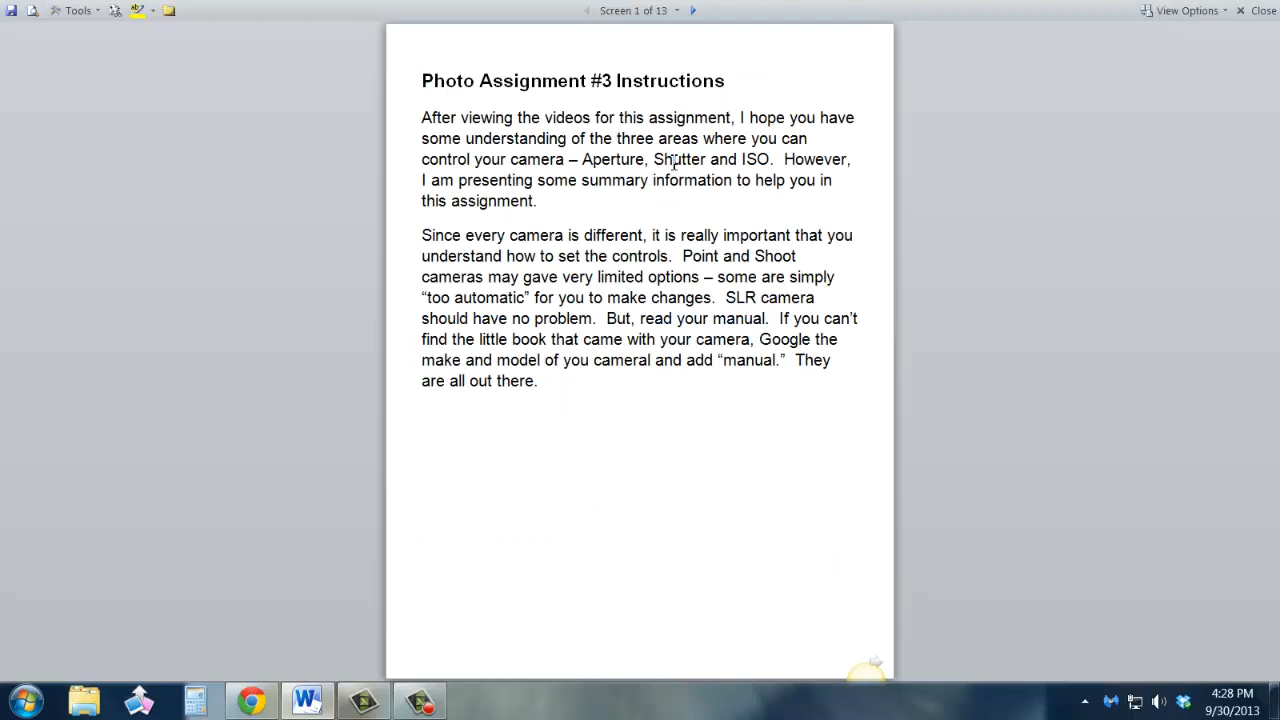 Tools
Screen 1 of 13
View Options
Close
Photo Assignment #3 Instructions
After viewing the videos for this assignment, I hope you have
some understanding of the three areas where you can
control your camera – Aperture, Shutter and ISO.  However,
I am presenting some summary information to help you in
this assignment.
Since every camera is different, it is really important that you
understand how to set the controls.  Point and Shoot
cameras may gave very limited options – some are simply
“too automatic” for you to make changes.  SLR camera
should have no problem.  But, read your manual.  If you can’t
find the little book that came with your camera, Google the
make and model of you cameral and add “manual.”  They
are all out there.
4:28 PM
9/30/2013